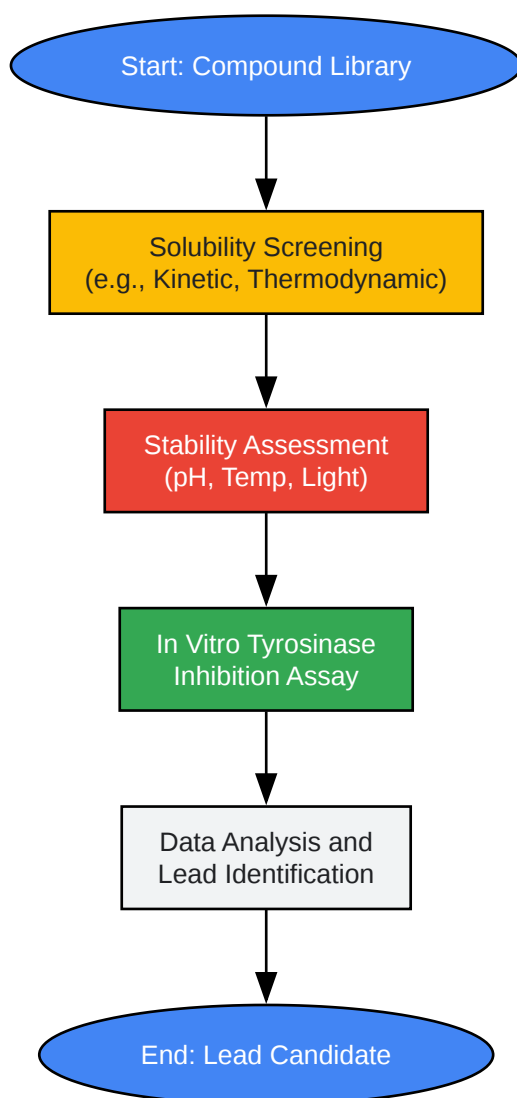 Start: Compound Library
Solubility Screening
(e.g., Kinetic, Thermodynamic)
Stability Assessment
(pH, Temp, Light)
In Vitro Tyrosinase
Inhibition Assay
Data Analysis and
Lead Identification
End: Lead Candidate